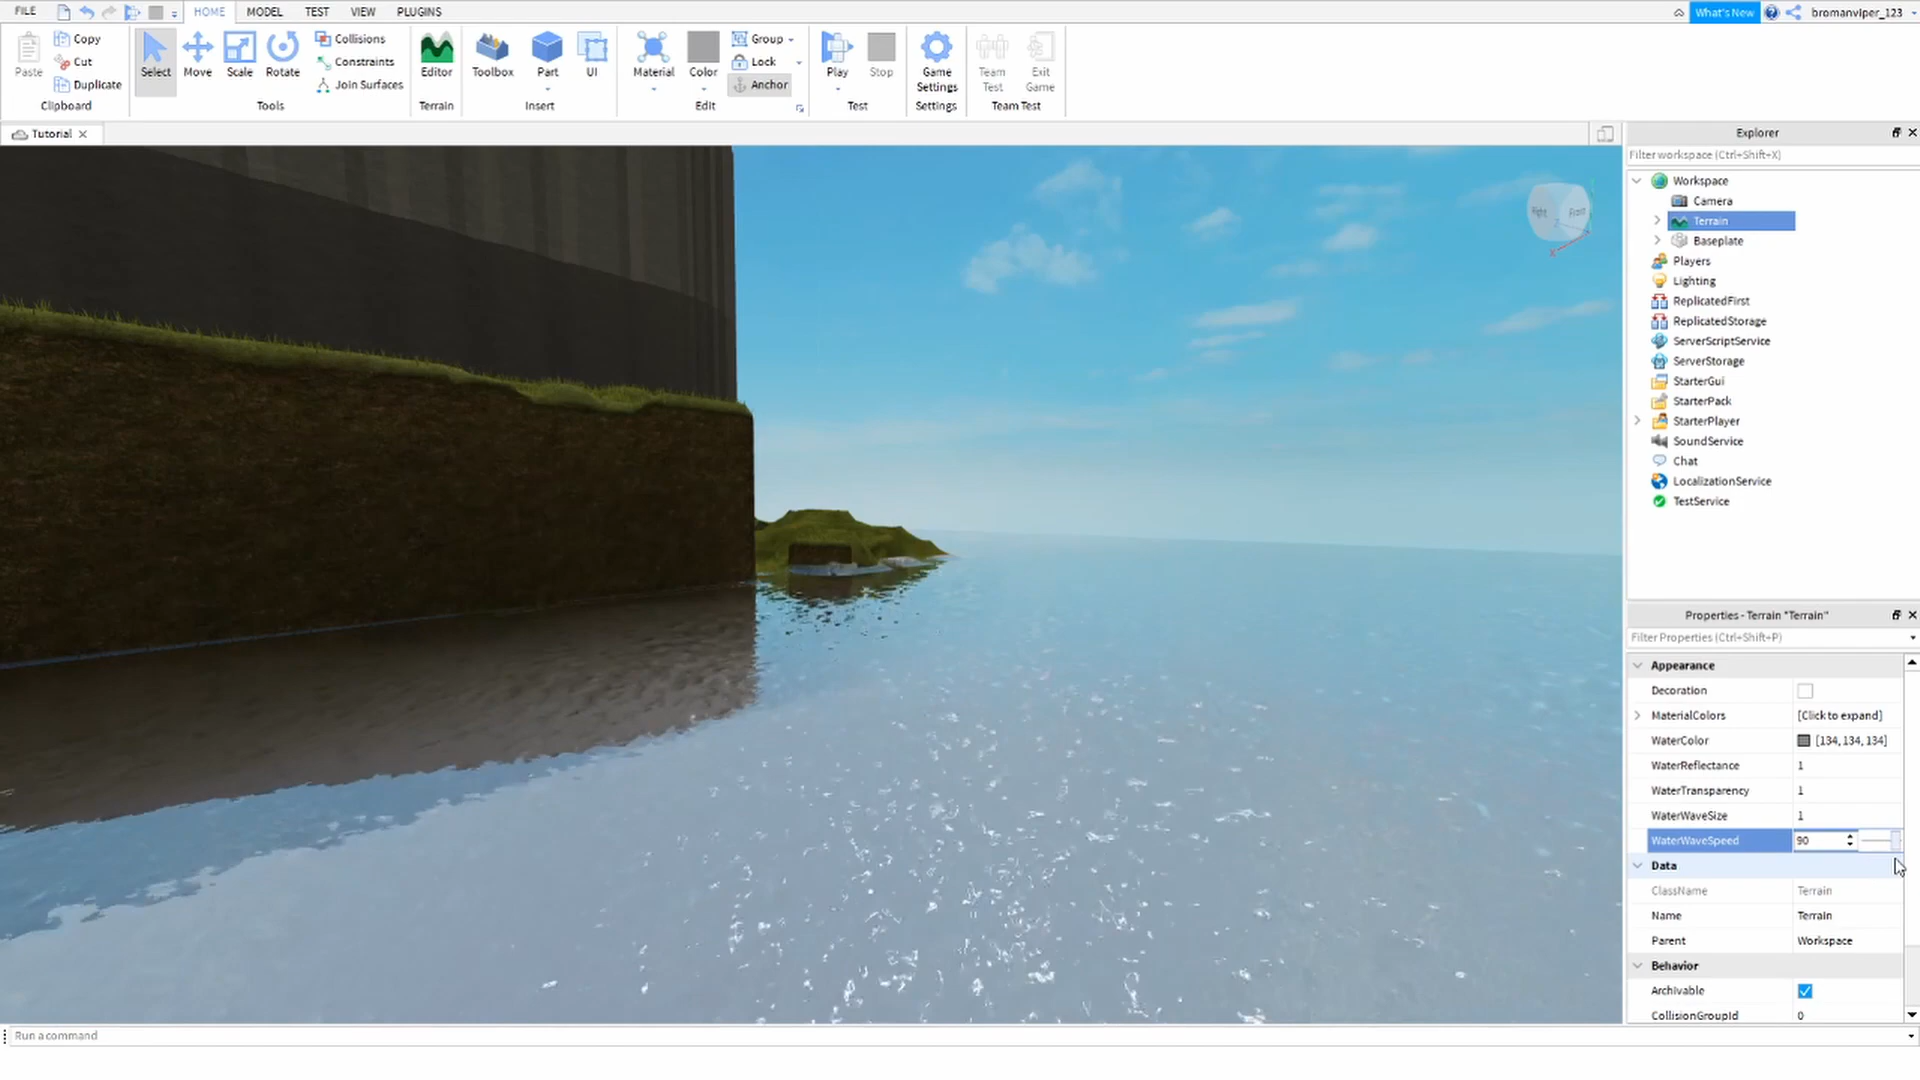 FILE HOME MODEL TEST VIEW PLUGINS What's New bromanviper_123
Copy
Cut
Duplicate
Paste
Clipboard
Select Move Scale Rotate
Collisions
Constraints
Join Surfaces
Tools
Editor
Terrain
Toolbox Part UI
Insert
Material Color
Group
Lock
Anchor
Edit
Play Stop
Test
Game Settings
Settings
Team Test Exit Game
Team Test
Tutorial
Right Front
Explorer
Filter workspace (Ctrl+Shift+X)
Workspace
Camera
Terrain
Baseplate
Players
Lighting
ReplicatedFirst
ReplicatedStorage
ServerScriptService
ServerStorage
StarterGui
StarterPack
StarterPlayer
SoundService
Chat
LocalizationService
TestService
Properties - Terrain "Terrain"
Filter Properties (Ctrl+Shift+P)
Appearance
Decoration
MaterialColors [Click to expand]
WaterColor [134, 134, 134]
WaterReflectance 1
WaterTransparency 1
WaterWaveSize 1
WaterWaveSpeed 90
Data
ClassName Terrain
Name Terrain
Parent Workspace
Behavior
Archivable
CollisionGroupId 0
Run a command